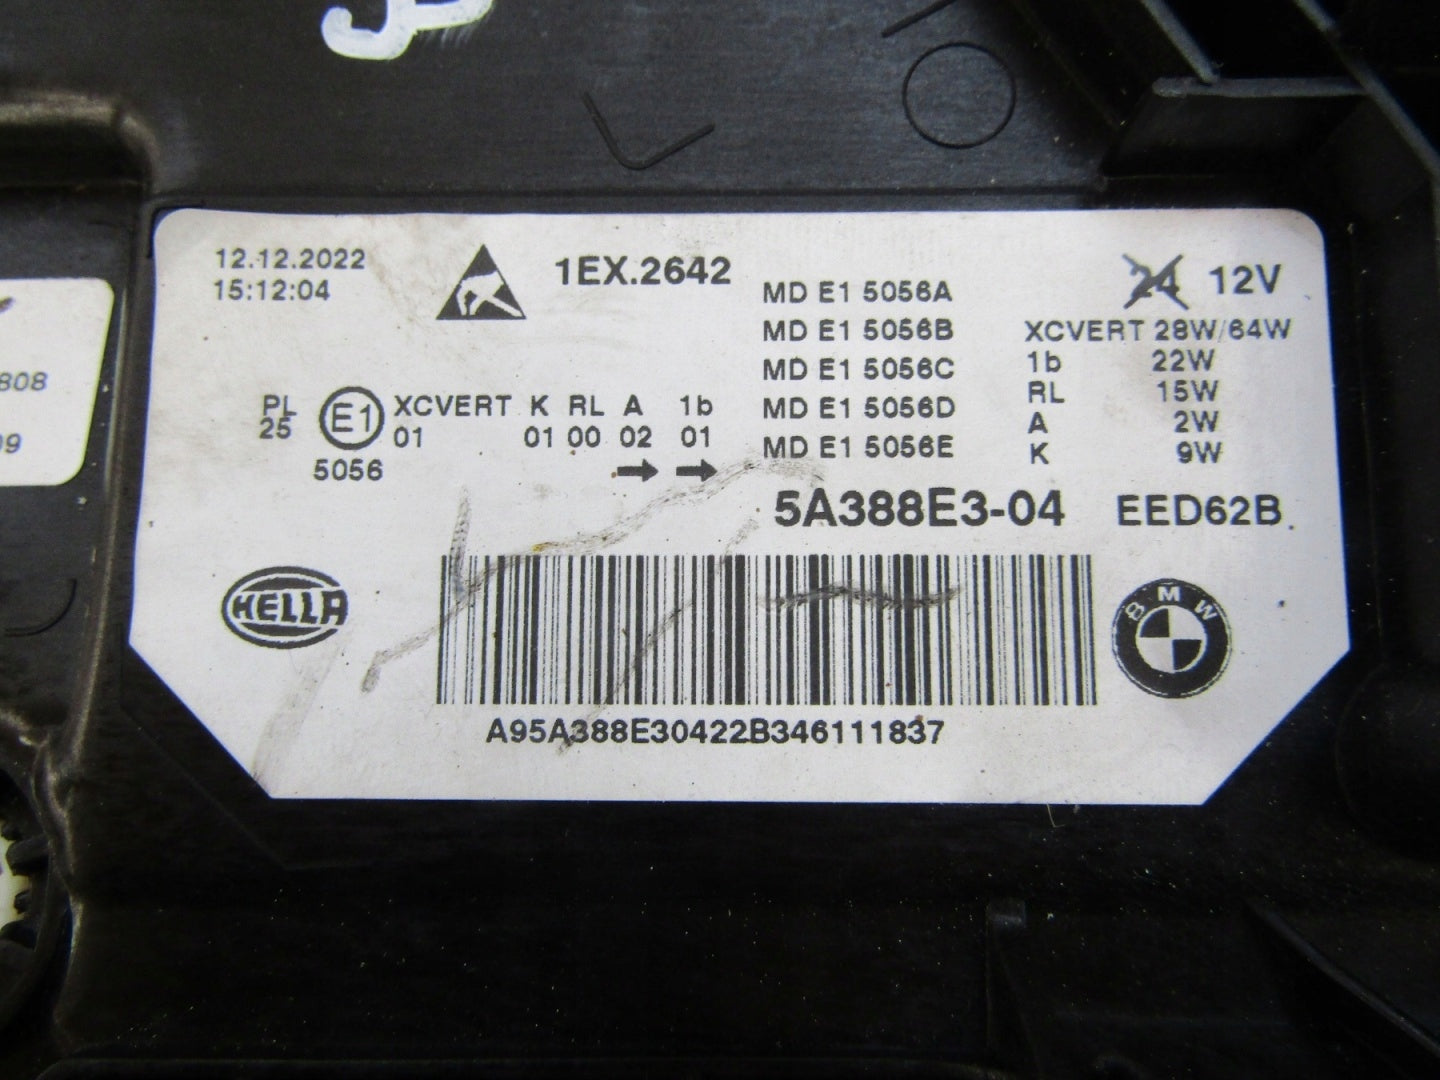 12.12.2022
15:12:04
1EX.2642
24 12V
MD E1 5056A
MD E1 5056B
MD E1 5056C
MD E1 5056D
MD E1 5056E
XCVERT 28W/64W
1b 22W
RL 15W
A 2W
K 9W
PL
25
E1
5056
XCVERT K RL A 1b
01 01 00 02 01
5A388E3-04 EED62B
HELLA
BMW
A95A388E30422B346111837
808
09